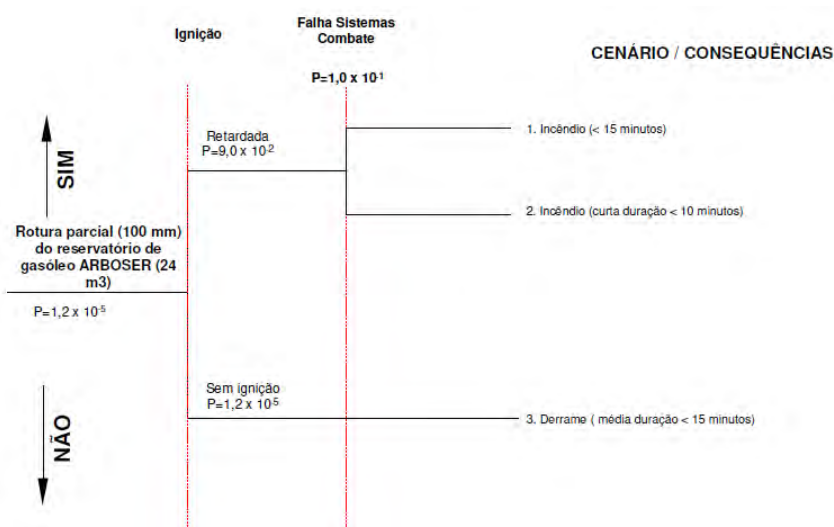 Ignição
Falha Sistemas
Combate
P=1,0 x 10-1
CENÁRIO / CONSEQUÊNCIAS
SIM
Retardada
P=9,0 x 10-2
1. Incêndio (< 15 minutos)
2. Incêndio (curta duração < 10 minutos)
Rotura parcial (100 mm)
do reservatório de
gasóleo ARBOSER (24
m3)
P=1,2 x 10-5
Sem ignição
P=1,2 x 10-5
3. Derrame ( média duração < 15 minutos)
NÃO